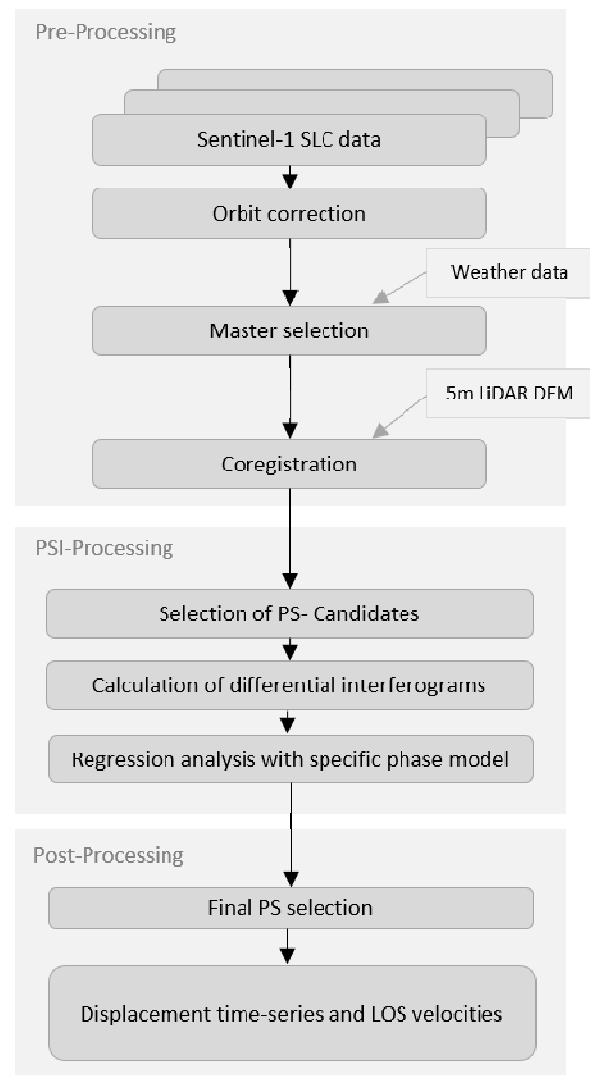 Pre-Processing
Sentinel-1 SLC data
Orbit correction
Weather data
Master selection
5m LiDAR DEM
Coregistration
PSI-Processing
Selection of PS- Candidates
Calculation of differential interferograms
Regression analysis with specific phase model
Post-Processing
Final PS selection
Displacement time-series and LOS velocities